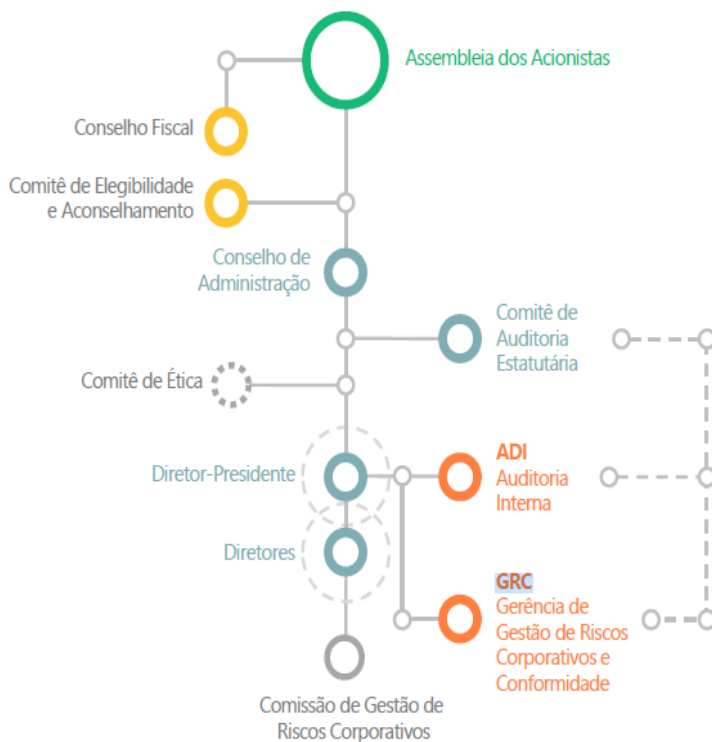 Assembleia dos Acionistas
Conselho Fiscal
Comitê de Elegibilidade
e Aconselhamento
Conselho de
Administração
Comitê de
Auditoria
Estatutária
Comitê de Ética
Diretor-Presidente
ADI
Auditoria
Interna
Diretores
GRC
Gerência de
Gestão de Riscos
Corporativos e
Conformidade
Comissão de Gestão de
Riscos Corporativos